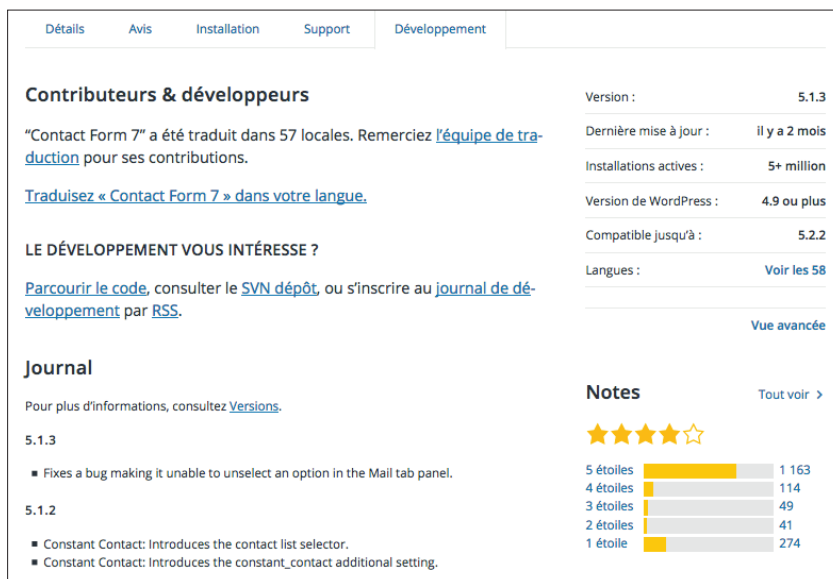 Détails Avis Installation Support Développement
Contributeurs & développeurs
“Contact Form 7” a été traduit dans 57 locales. Remerciez l’équipe de tra-
duction pour ses contributions.
Traduisez « Contact Form 7 » dans votre langue.
LE DÉVELOPPEMENT VOUS INTÉRESSE ?
Parcourir le code, consulter le SVN dépôt, ou s’inscrire au journal de dé-
veloppement par RSS.
Journal
Pour plus d’informations, consultez Versions.
5.1.3
▪ Fixes a bug making it unable to unselect an option in the Mail tab panel.
5.1.2
▪ Constant Contact: Introduces the contact list selector.
▪ Constant Contact: Introduces the constant_contact additional setting.
Version : 5.1.3
Dernière mise à jour : il y a 2 mois
Installations actives : 5+ million
Version de WordPress : 4.9 ou plus
Compatible jusqu’à : 5.2.2
Langues : Voir les 58
Vue avancée
Notes Tout voir >
5 étoiles 1 163
4 étoiles 114
3 étoiles 49
2 étoiles 41
1 étoile 274